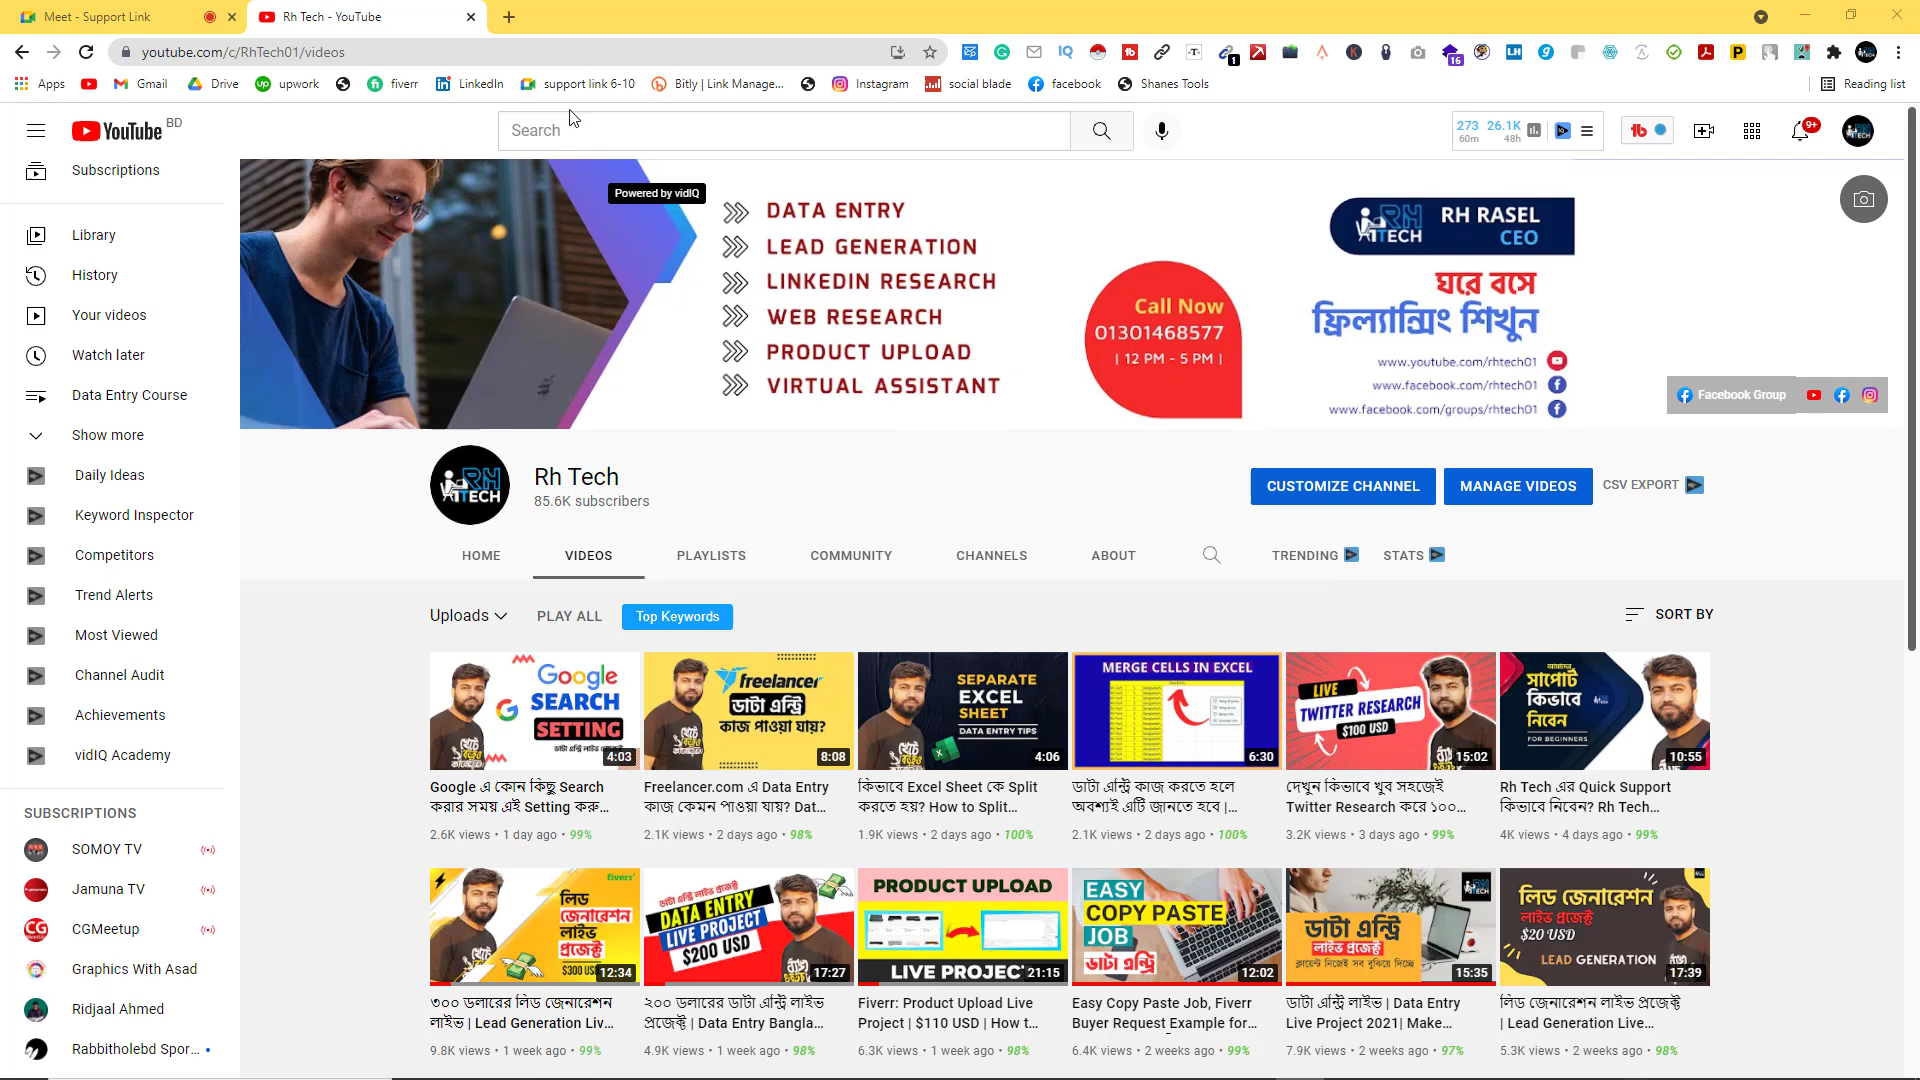 Meet - Support Link
Rh Tech - YouTube
youtube.com/c/RhTech01/videos
Apps
Gmail
Drive
upwork
fiverr
LinkedIn
support link 6-10
Bitly | Link Manage...
Instagram
social blade
facebook
Shanes Tools
Reading list
YouTube BD
Search
273 26.1K
60m 48h
9+
Subscriptions
Library
History
Your videos
Watch later
Data Entry Course
Show more
Daily Ideas
Keyword Inspector
Competitors
Trend Alerts
Most Viewed
Channel Audit
Achievements
vidIQ Academy
SUBSCRIPTIONS
SOMOY TV
Jamuna TV
CGMeetup
Graphics With Asad
Ridjaal Ahmed
Rabbitholebd Spor...
Powered by vidIQ
DATA ENTRY
LEAD GENERATION
LINKEDIN RESEARCH
WEB RESEARCH
PRODUCT UPLOAD
VIRTUAL ASSISTANT
Call Now
01301468577
| 12 PM - 5 PM |
RH TECH
RH RASEL
CEO
ঘরে বসে
ফ্রিল্যান্সিং শিখুন
www.youtube.com/rhtech01
www.facebook.com/rhtech01
www.facebook.com/groups/rhtech01
Facebook Group
RH TECH
Rh Tech
85.6K subscribers
CUSTOMIZE CHANNEL
MANAGE VIDEOS
CSV EXPORT
HOME
VIDEOS
PLAYLISTS
COMMUNITY
CHANNELS
ABOUT
TRENDING
STATS
Uploads
PLAY ALL
Top Keywords
SORT BY
Google
SEARCH
SETTING
4:03
freelancer
ডাটা এন্ট্রি
কাজ পাওয়া যায়?
8:08
SEPARATE
EXCEL
SHEET
DATA ENTRY TIPS
4:06
MERGE CELLS IN EXCEL
6:30
LIVE
TWITTER RESEARCH
$100 USD
15:02
আমাদের
সাপোর্ট
কিভাবে
নিবেন
FOR BEGINNERS
10:55
Google এ কোন কিছু Search
করার সময় এই Setting করু...
2.6K views • 1 day ago • 99%
Freelancer.com এ Data Entry
কাজ কেমন পাওয়া যায়? Dat...
2.1K views • 2 days ago • 98%
কিভাবে Excel Sheet কে Split
করতে হয়? How to Split...
1.9K views • 2 days ago • 100%
ডাটা এন্ট্রি কাজ করতে হলে
অবশ্যই এটি জানতে হবে |...
2.1K views • 2 days ago • 100%
দেখুন কিভাবে খুব সহজেই
Twitter Research করে ১০০...
3.2K views • 3 days ago • 99%
Rh Tech এর Quick Support
কিভাবে নিবেন? Rh Tech...
4K views • 4 days ago • 99%
fiverr
লিড
জেনারেশন
লাইভ
প্রজেক্ট
$300 USD
12:34
ডাটা এন্ট্রি লাইভ প্রজেক্ট
DATA ENTRY
LIVE PROJECT
$200 USD
17:27
PRODUCT UPLOAD
LIVE PROJECT
21:15
EASY
COPY PASTE
JOB
ডাটা এন্ট্রি
12:02
ডাটা এন্ট্রি
লাইভ প্রজেক্ট
ক্লায়েন্ট নিজেই সব বুঝিয়ে দিচ্ছে
15:35
লিড জেনারেশন
লাইভ প্রজেক্ট
$20 USD
LEAD GENERATION
17:39
৩০০ ডলারের লিড জেনারেশন
লাইভ | Lead Generation Liv...
9.8K views • 1 week ago • 99%
২০০ ডলারের ডাটা এন্ট্রি লাইভ
প্রজেক্ট | Data Entry Bangla...
4.9K views • 1 week ago • 98%
Fiverr: Product Upload Live
Project | $110 USD | How t...
6.3K views • 1 week ago • 98%
Easy Copy Paste Job, Fiverr
Buyer Request Example for...
6.4K views • 2 weeks ago • 99%
ডাটা এন্ট্রি লাইভ | Data Entry
Live Project 2021| Make...
7.9K views • 2 weeks ago • 97%
লিড জেনারেশন লাইভ প্রজেক্ট
| Lead Generation Live...
5.3K views • 2 weeks ago • 98%